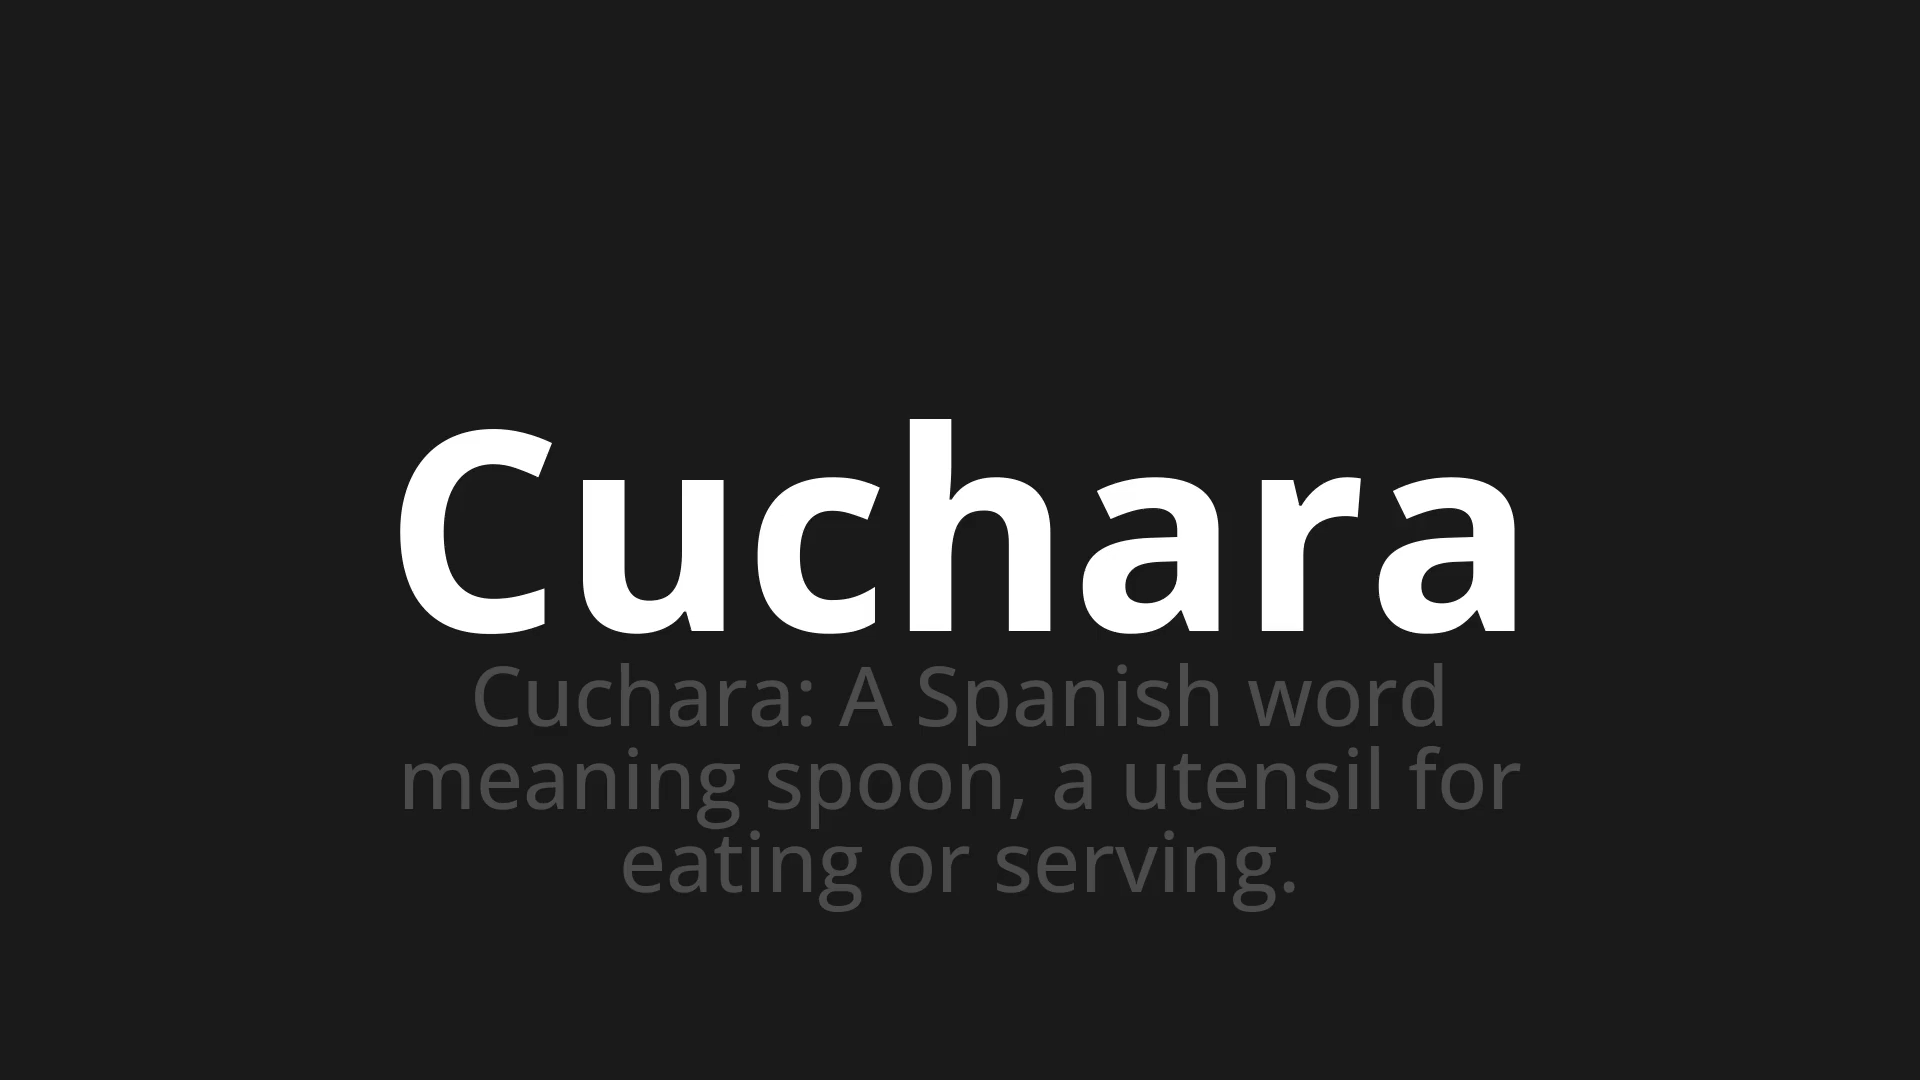 Cuchara
Cuchara: A Spanish word
meaning spoon, a utensil for
eating or serving.